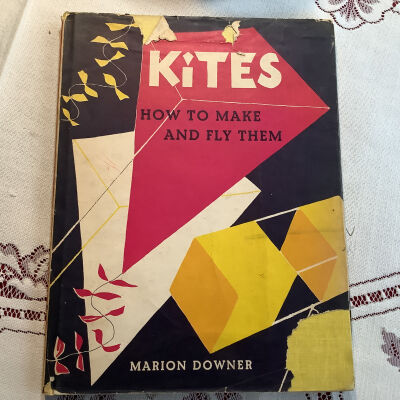 KiTES
HOW TO MAKE
AND FLY THEM
MARION DOWNER